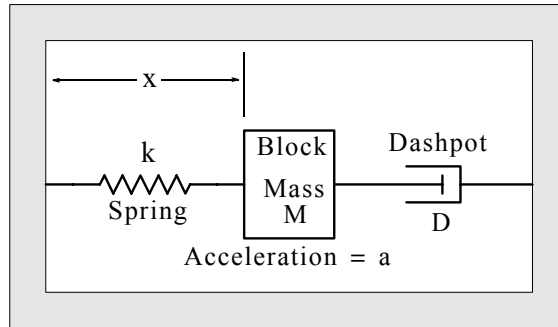 x
k
Spring
Block
Mass
M
Acceleration = a
Dashpot
D